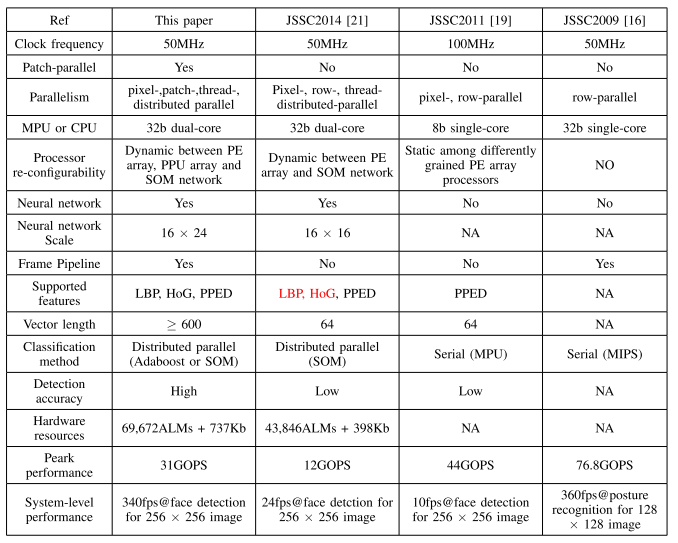 Ref This paper JSSC2014 [21] JSSC2011 [19] JSSC2009 [16]
Clock frequency 50MHz 50MHz 100MHz 50MHz
Patch-parallel Yes No No No
Parallelism pixel-,patch-,thread-, distributed parallel Pixel-, row-, thread- distributed-parallel pixel-, row-parallel row-parallel
MPU or CPU 32b dual-core 32b dual-core 8b single-core 32b single-core
Processor re-configurability Dynamic between PE array, PPU array and SOM network Dynamic between PE array and SOM network Static among differently grained PE array processors NO
Neural network Yes Yes No No
Neural network Scale 16 × 24 16 × 16 NA NA
Frame Pipeline Yes No No Yes
Supported features LBP, HoG, PPED LBP, HoG, PPED PPED NA
Vector length ≥ 600 64 64 NA
Classification method Distributed parallel (Adaboost or SOM) Distributed parallel (SOM) Serial (MPU) Serial (MIPS)
Detection accuracy High Low Low NA
Hardware resources 69,672ALMs + 737Kb 43,846ALMs + 398Kb NA NA
Peark performance 31GOPS 12GOPS 44GOPS 76.8GOPS
System-level performance 340fps@face detection for 256 × 256 image 24fps@face detction for 256 × 256 image 10fps@face detection for 256 × 256 image 360fps@posture recognition for 128 × 128 image